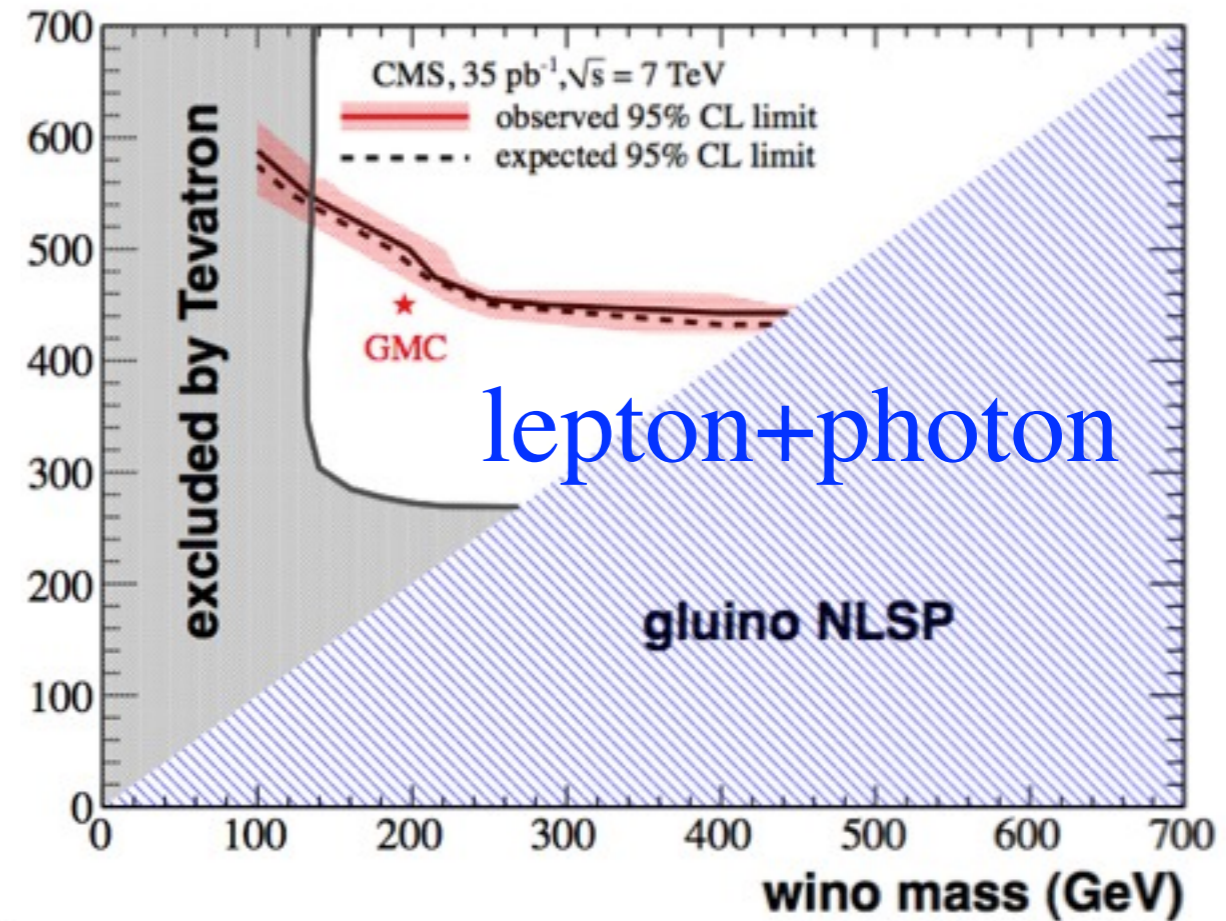 700
600
500
400
300
200
100
0
CMS, 35 pb⁻¹,√s = 7 TeV
observed 95% CL limit
expected 95% CL limit
excluded by Tevatron
GMC
lepton+photon
gluino NLSP
0 100 200 300 400 500 600 700
wino mass (GeV)